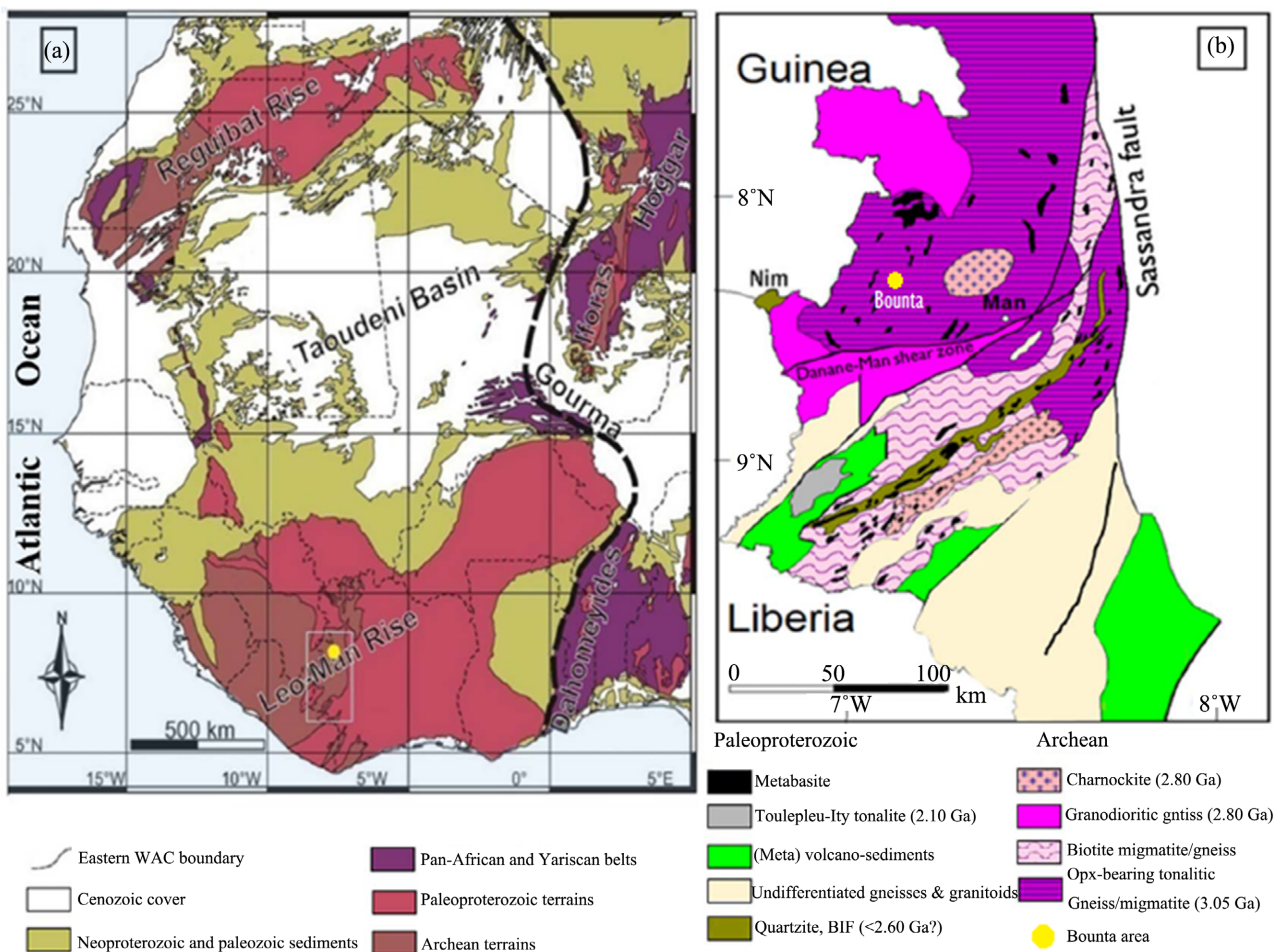 (a)
25°N
20°N
15°N
10°N
5°N
15°W
10°W
5°W
0°
5°E
Atlantic Ocean
Reguibat Rise
Hoggar
Iforas
Taoudeni Basin
Gourma
Dahomeyides
Leo-Man Rise
N
500 km
Eastern WAC boundary
Cenozoic cover
Neoproterozoic and paleozoic sediments
Pan-African and Yariscan belts
Paleoproterozoic terrains
Archean terrains
(b)
Guinea
8°N
Sassandra fault
Nim
Bounta
Man
Danane-Man shear zone
9°N
Liberia
0 50 100
km
7°W
8°W
Paleoproterozoic
Metabasite
Toulepleu-Ity tonalite (2.10 Ga)
(Meta) volcano-sediments
Undifferentiated gncisses & granitoids
Quartzite, BIF (<2.60 Ga?)
Archean
Charnockite (2.80 Ga)
Granodioritic gntiss (2.80 Ga)
Biotite migmatite/gneiss
Opx-bearing tonalitic
Gneiss/migmatite (3.05 Ga)
Bounta area